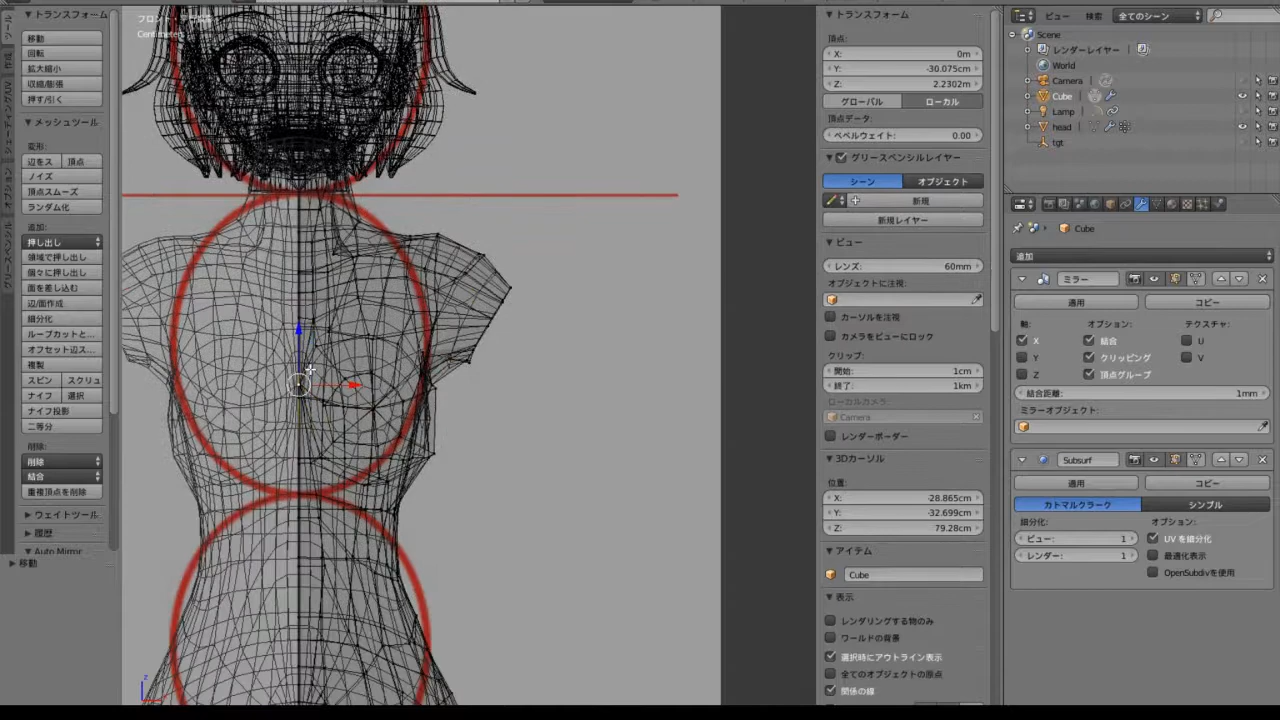 トランスフォーム
移動
回転
拡大縮小
収縮/膨張
押す/引く
メッシュツール
変形:
辺をス 頂点
ノイズ
頂点スムーズ
ランダム化
追加:
押し出し
領域で押し出し
個々に押し出し
面を差し込む
辺/面作成
細分化
ループカットと...
オフセット辺ス...
複製
スピン スクリュ
ナイフ 選択
ナイフ投影
二等分
削除:
削除
結合
重複頂点を削除
ウェイトツール
履歴
Auto Mirror
移動
フロント・
Centimeters
z
トランスフォーム
頂点:
X: 0m
Y: -30.075cm
Z: 2.2302m
グローバル ローカル
頂点データ:
ベベルウェイト: 0.00
グリースペンシルレイヤー
シーン オブジェクト
新規
新規レイヤー
ビュー
レンズ: 60mm
オブジェクトに注視:
カーソルを注視
カメラをビューにロック
クリップ:
開始: 1cm
終了: 1km
ローカルカメラ:
Camera
レンダーボーダー
3Dカーソル
位置:
X: -28.865cm
Y: -32.699cm
Z: 79.28cm
アイテム
Cube
表示
レンダリングする物のみ
ワールドの背景
選択時にアウトライン表示
全てのオブジェクトの原点
関係の線
ビュー 検索 全てのシーン
Scene
レンダーレイヤー
World
Camera
Cube
Lamp
head
tgt
Cube
追加
ミラー
適用 コピー
軸: オプション: テクスチャ:
X 結合 U
Y クリッピング V
Z 頂点グループ
結合距離: 1mm
ミラーオブジェクト:
Subsurf
適用 コピー
カトマルクラーク シンプル
細分化: オプション:
ビュー: 1 UV を細分化
レンダー: 1 最適化表示
OpenSubdivを使用